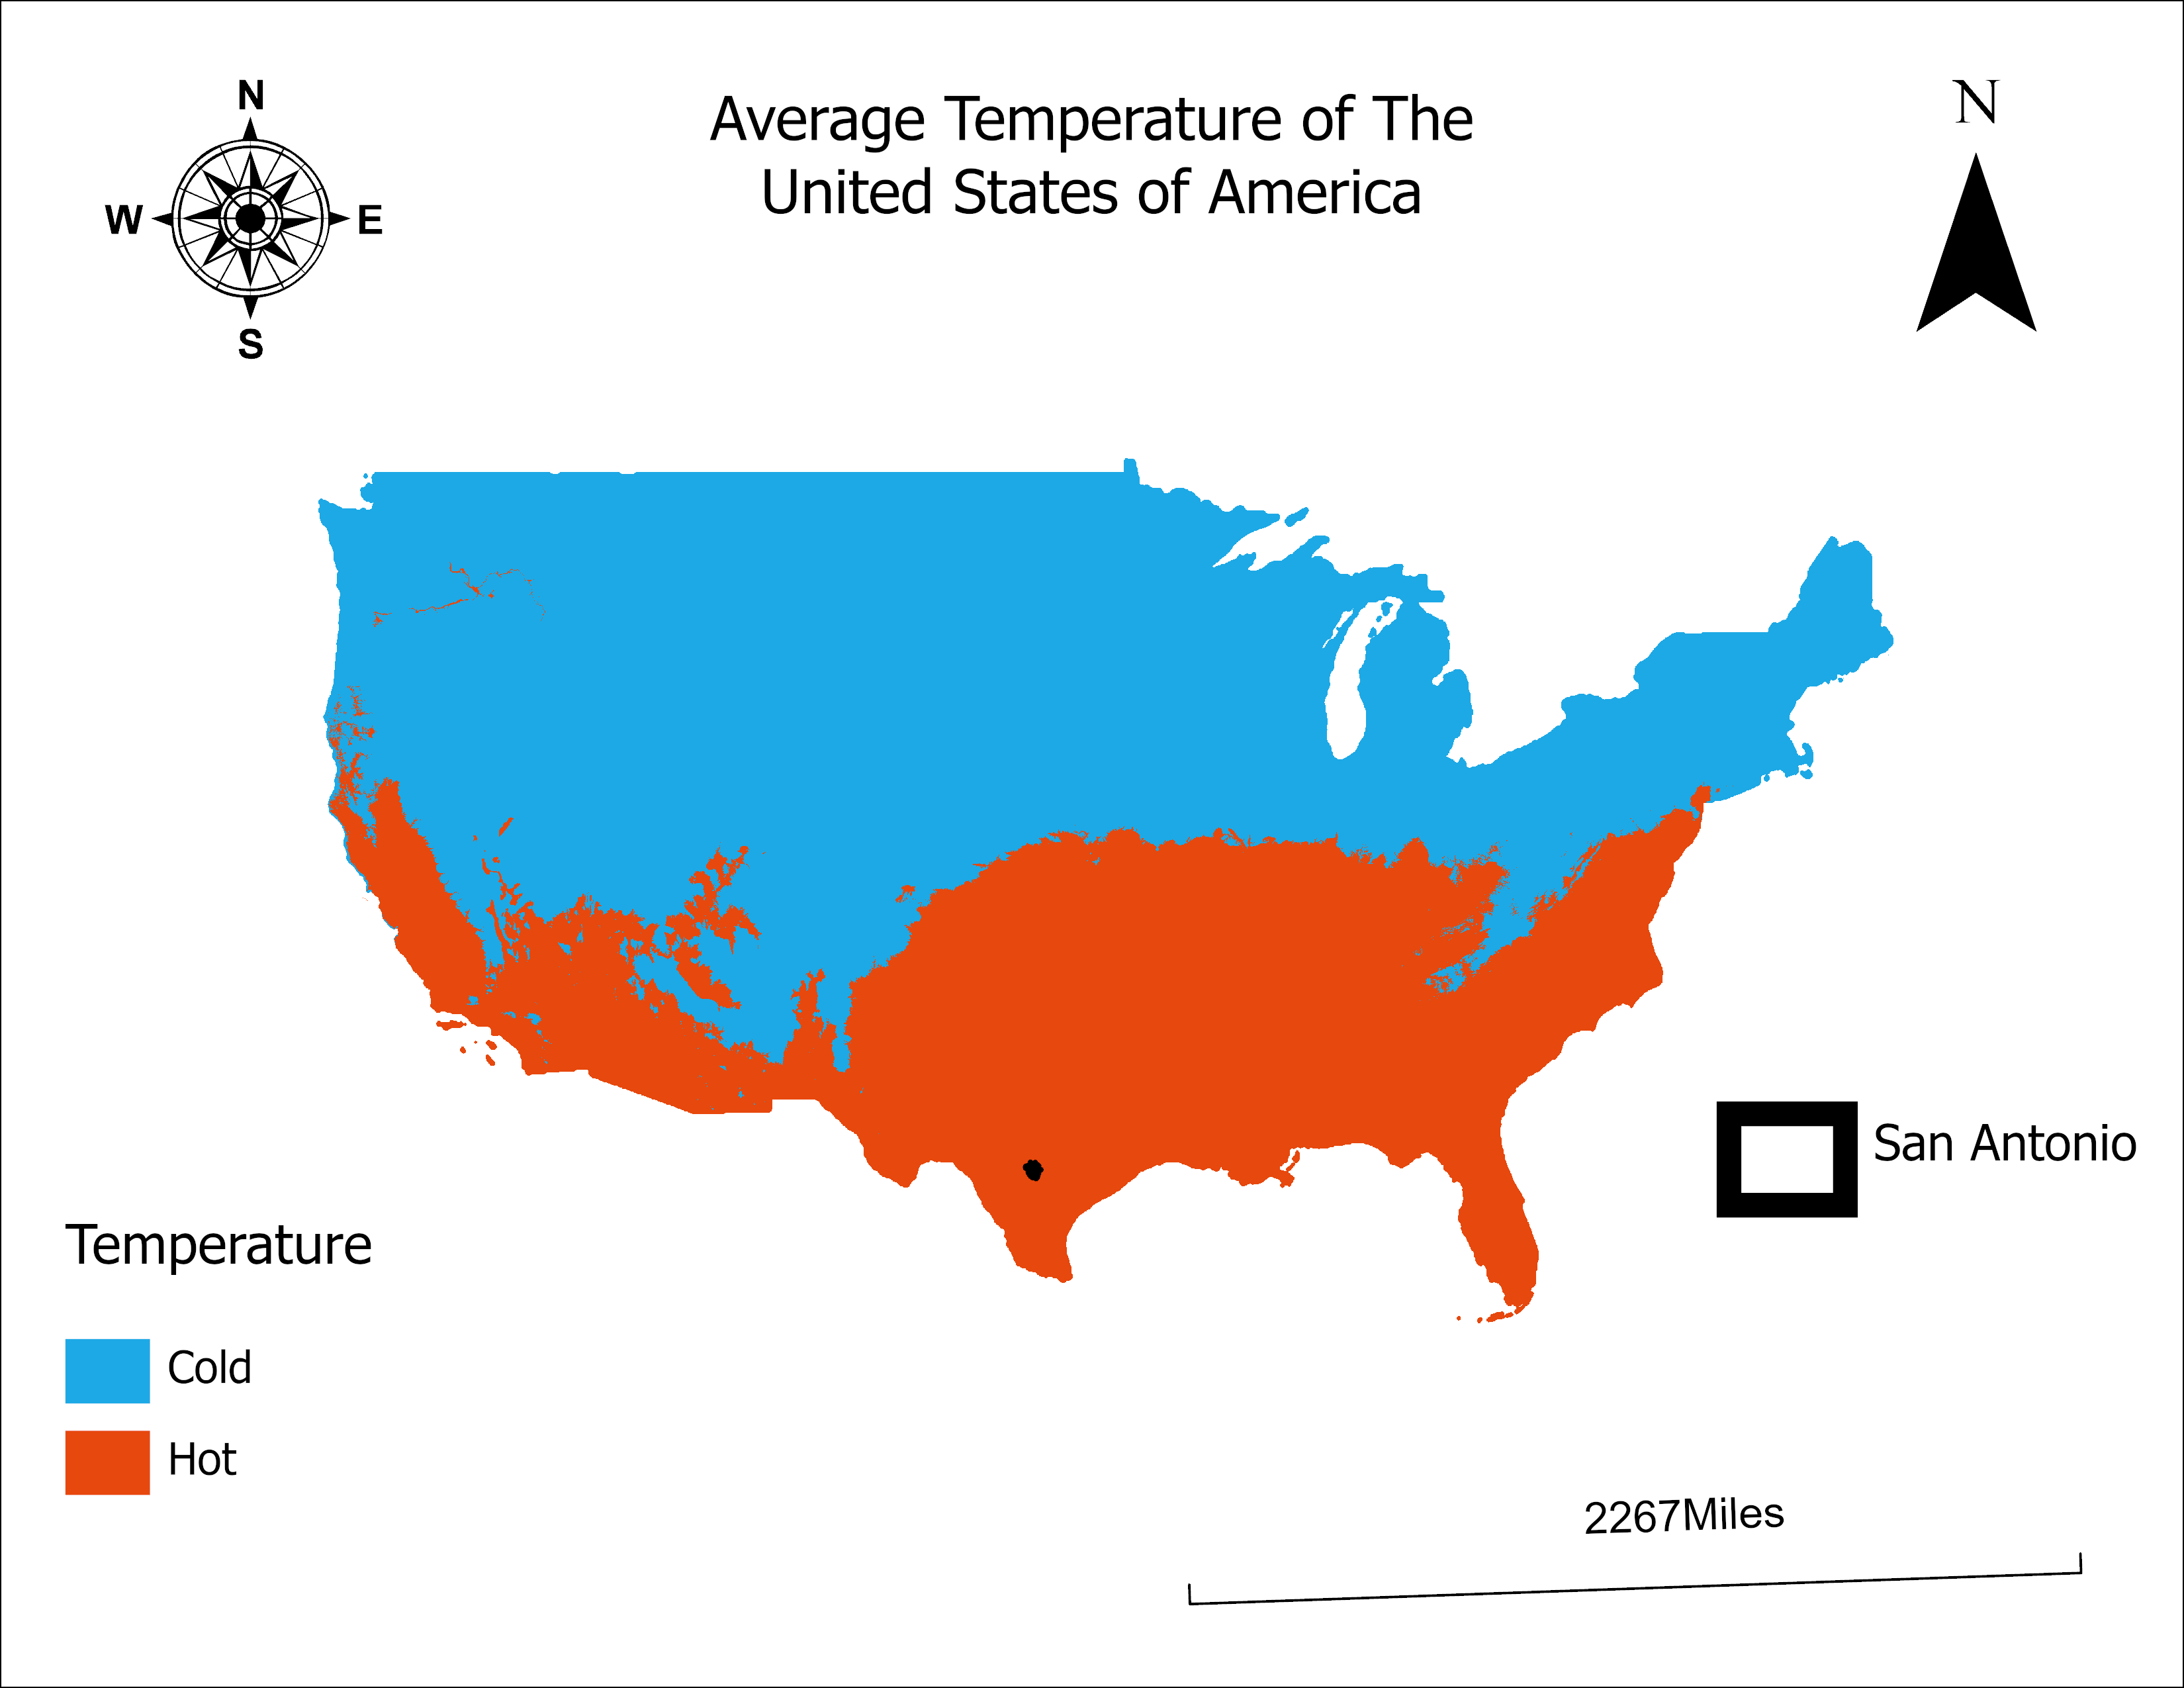 N
W
E
S
Average Temperature of The
United States of America
N
San Antonio
Temperature
Cold
Hot
2267Miles